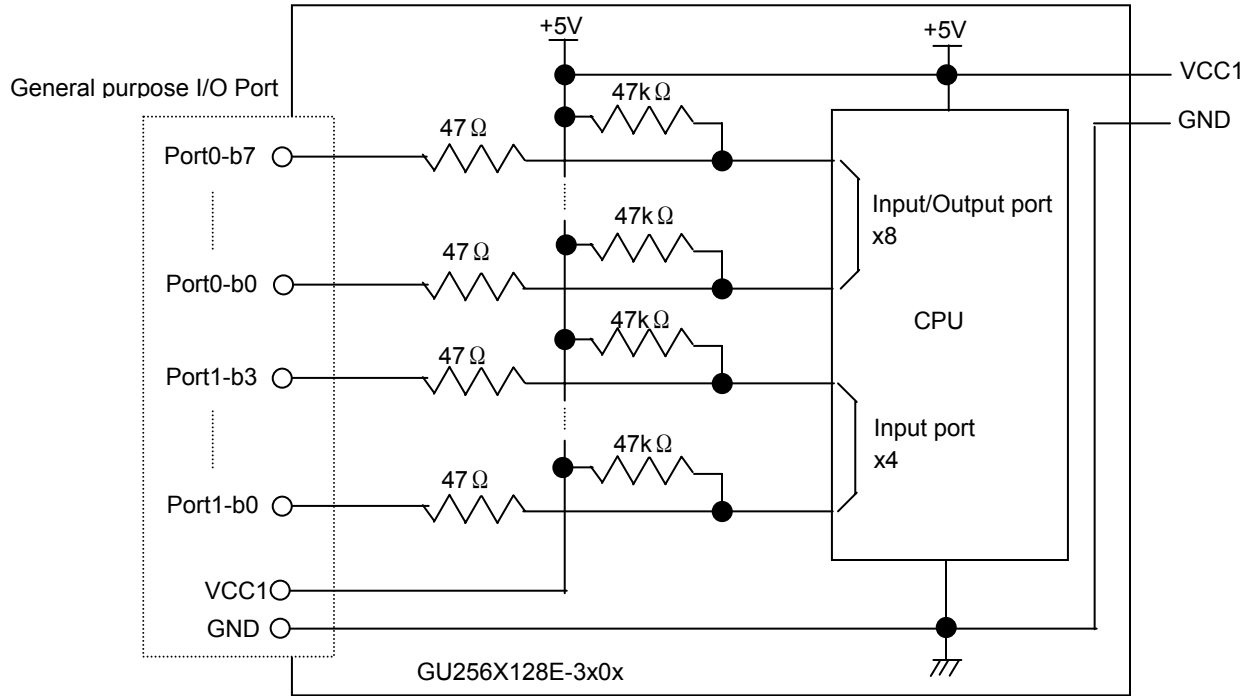 +5V
+5V
General purpose I/O Port
VCC1
GND
47kΩ
47Ω
Port0-b7
Input/Output port
x8
47kΩ
47Ω
Port0-b0
47kΩ
CPU
47Ω
Port1-b3
Input port
x4
47kΩ
47Ω
Port1-b0
VCC1
GND
GU256X128E-3x0x